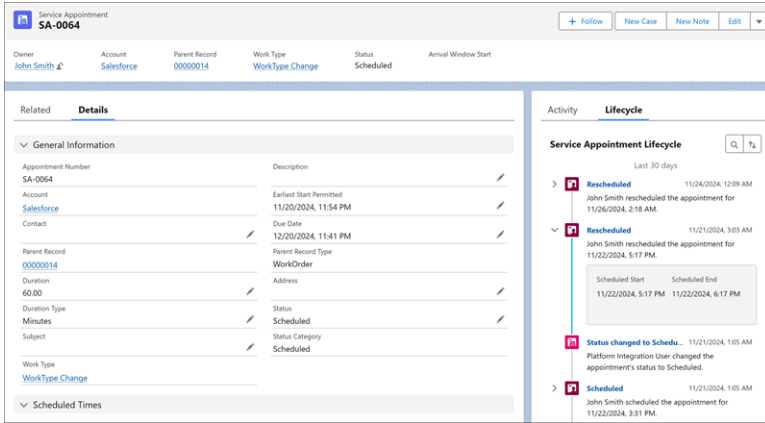 Service Appointment
SA-0064
+ Follow
New Case
New Note
Edit
Owner
John Smith
Account
Salesforce
Parent Record
00000014
Work Type
WorkType Change
Status
Scheduled
Arrival Window Start
Related
Details
General Information
Appointment Number
SA-0064
Account
Salesforce
Contact
Parent Record
00000014
Duration
60.00
Duration Type
Minutes
Subject
Work Type
WorkType Change
Description
Earliest Start Permitted
11/20/2024, 11:54 PM
Due Date
12/20/2024, 11:41 PM
Parent Record Type
WorkOrder
Address
Status
Scheduled
Status Category
Scheduled
Scheduled Times
Activity
Lifecycle
Service Appointment Lifecycle
Last 30 days
Rescheduled 11/24/2024, 12:09 AM
John Smith rescheduled the appointment for
11/26/2024, 2:18 AM.
Rescheduled 11/21/2024, 3:03 AM
John Smith rescheduled the appointment for
11/22/2024, 5:17 PM.
Scheduled Start Scheduled End
11/22/2024, 5:17 PM 11/22/2024, 6:17 PM
Status changed to Schedu... 11/21/2024, 1:05 AM
Platform Integration User changed the
appointment's status to Scheduled.
Scheduled 11/21/2024, 1:05 AM
John Smith scheduled the appointment for
11/22/2024, 3:31 PM.